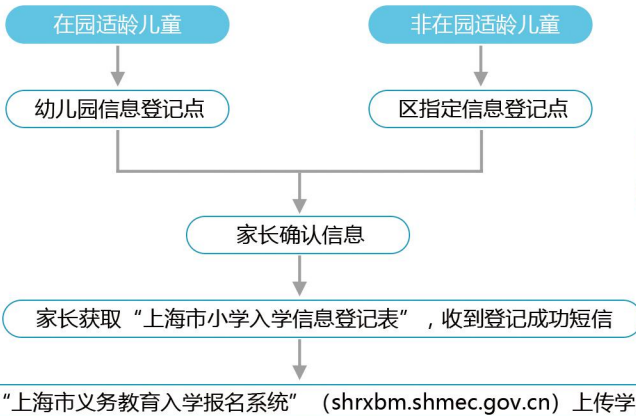 在园适龄儿童
非在园适龄儿童
幼儿园信息登记点
区指定信息登记点
家长确认信息
家长获取“上海市小学入学信息登记表”,收到登记成功短信
“上海市义务教育入学报名系统”(shrxbm.shmec.gov.cn)上传学